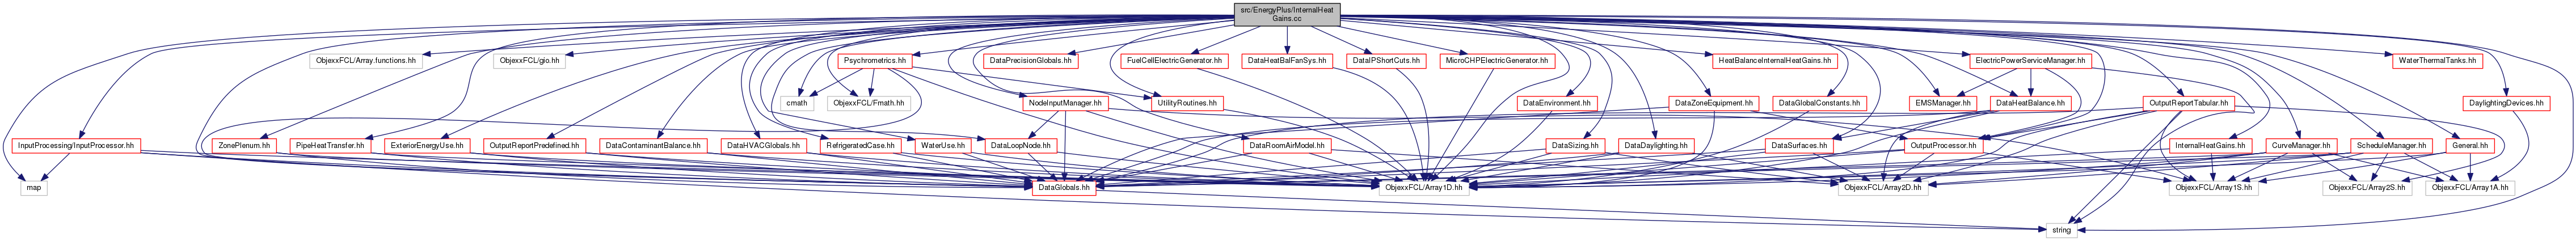 src/EnergyPlus/InternalHeat
Gains.cc
ObjexxFCL/Array.functions.hh
ObjexxFCL/gio.hh
Psychrometrics.hh
DataPrecisionGlobals.hh
FuelCellElectricGenerator.hh
DataHeatBalFanSys.hh
DataIPShortCuts.hh
MicroCHPElectricGenerator.hh
HeatBalanceInternalHeatGains.hh
ElectricPowerServiceManager.hh
WaterThermalTanks.hh
cmath
ObjexxFCL/Fmath.hh
NodeInputManager.hh
UtilityRoutines.hh
DataEnvironment.hh
DataZoneEquipment.hh
DataGlobalConstants.hh
EMSManager.hh
DataHeatBalance.hh
OutputReportTabular.hh
DaylightingDevices.hh
InputProcessing/InputProcessor.hh
ZonePlenum.hh
PipeHeatTransfer.hh
ExteriorEnergyUse.hh
OutputReportPredefined.hh
DataContaminantBalance.hh
DataHVACGlobals.hh
RefrigeratedCase.hh
WaterUse.hh
DataLoopNode.hh
DataRoomAirModel.hh
DataSizing.hh
DataDaylighting.hh
DataSurfaces.hh
OutputProcessor.hh
InternalHeatGains.hh
CurveManager.hh
ScheduleManager.hh
General.hh
map
DataGlobals.hh
ObjexxFCL/Array1D.hh
ObjexxFCL/Array2D.hh
ObjexxFCL/Array1S.hh
ObjexxFCL/Array2S.hh
ObjexxFCL/Array1A.hh
string